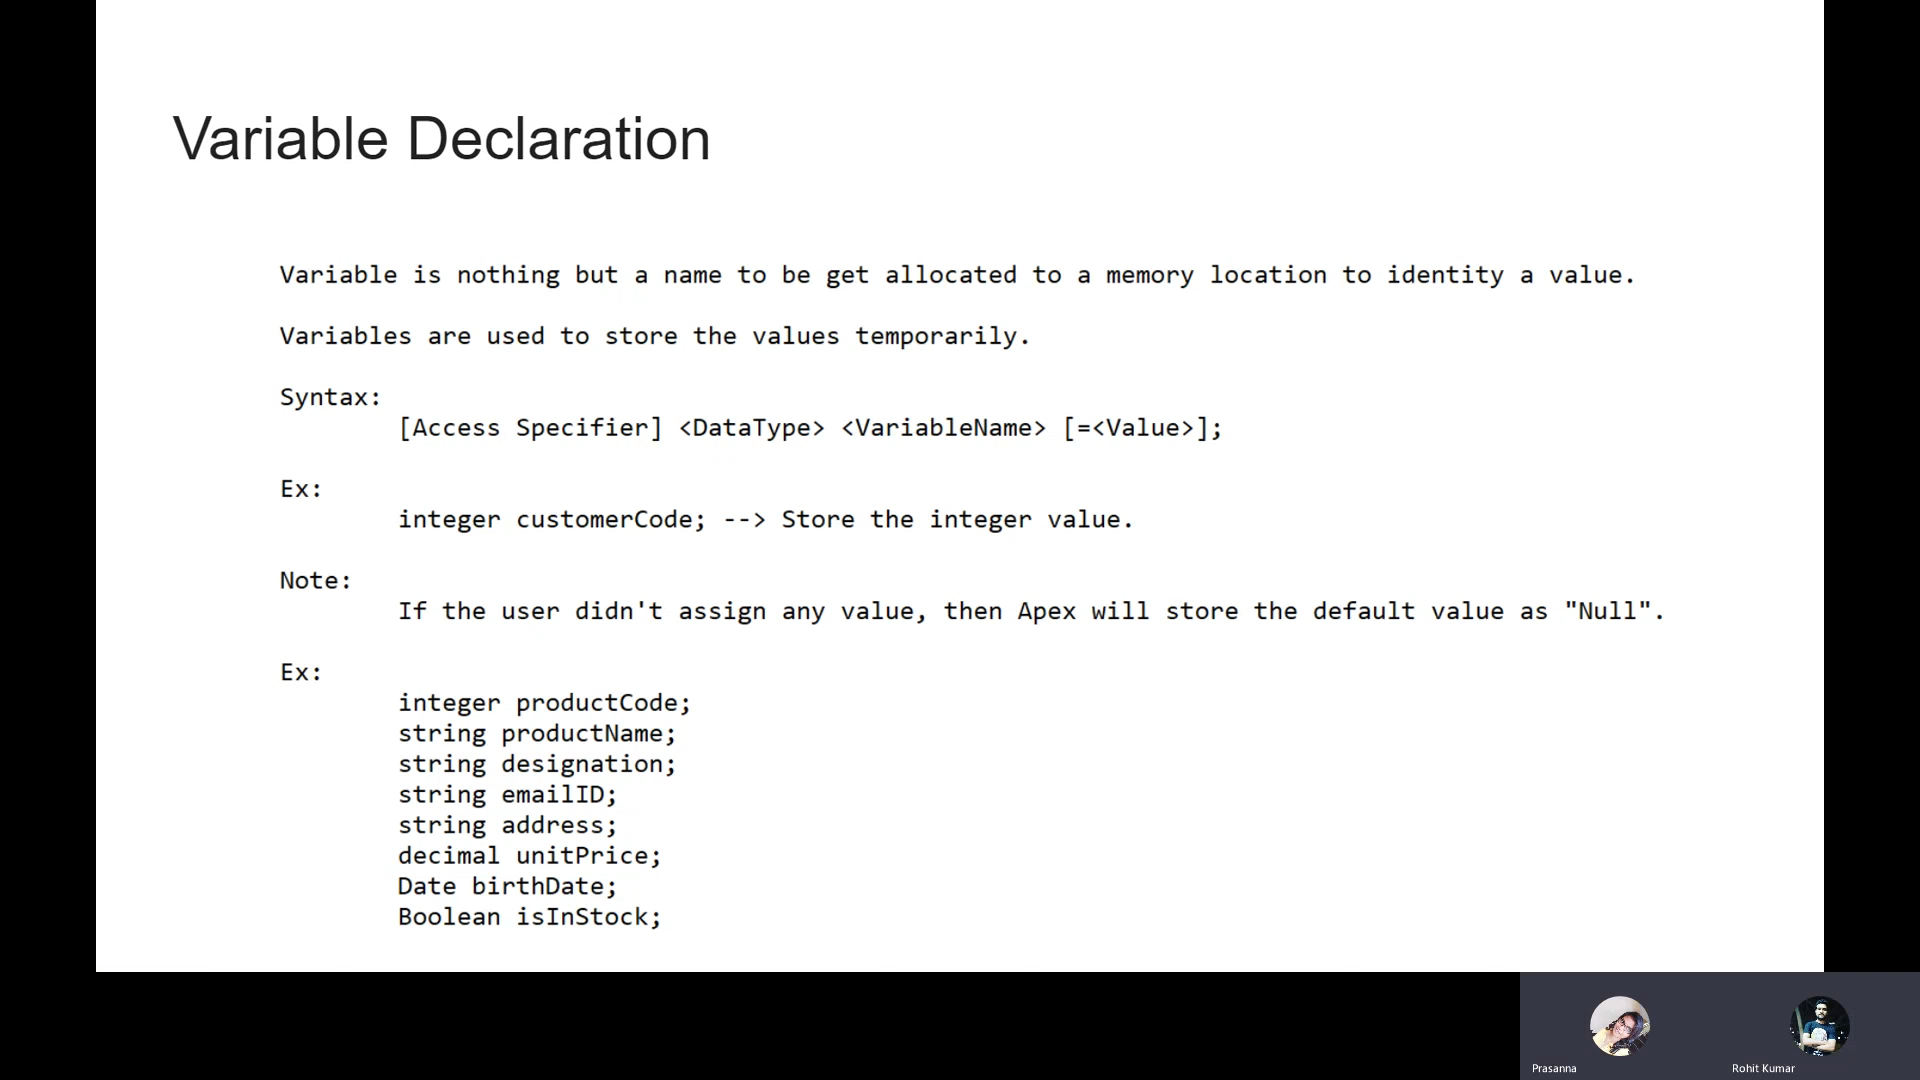 Variable Declaration
Variable is nothing but a name to be get allocated to a memory location to identity a value.
Variables are used to store the values temporarily.
Syntax:
[Access Specifier] <DataType> <VariableName> [=<Value>];
Ex:
integer customerCode; --> Store the integer value.
Note:
If the user didn't assign any value, then Apex will store the default value as "Null".
Ex:
integer productCode;
string productName;
string designation;
string emailID;
string address;
decimal unitPrice;
Date birthDate;
Boolean isInStock;
Prasanna
Rohit Kumar